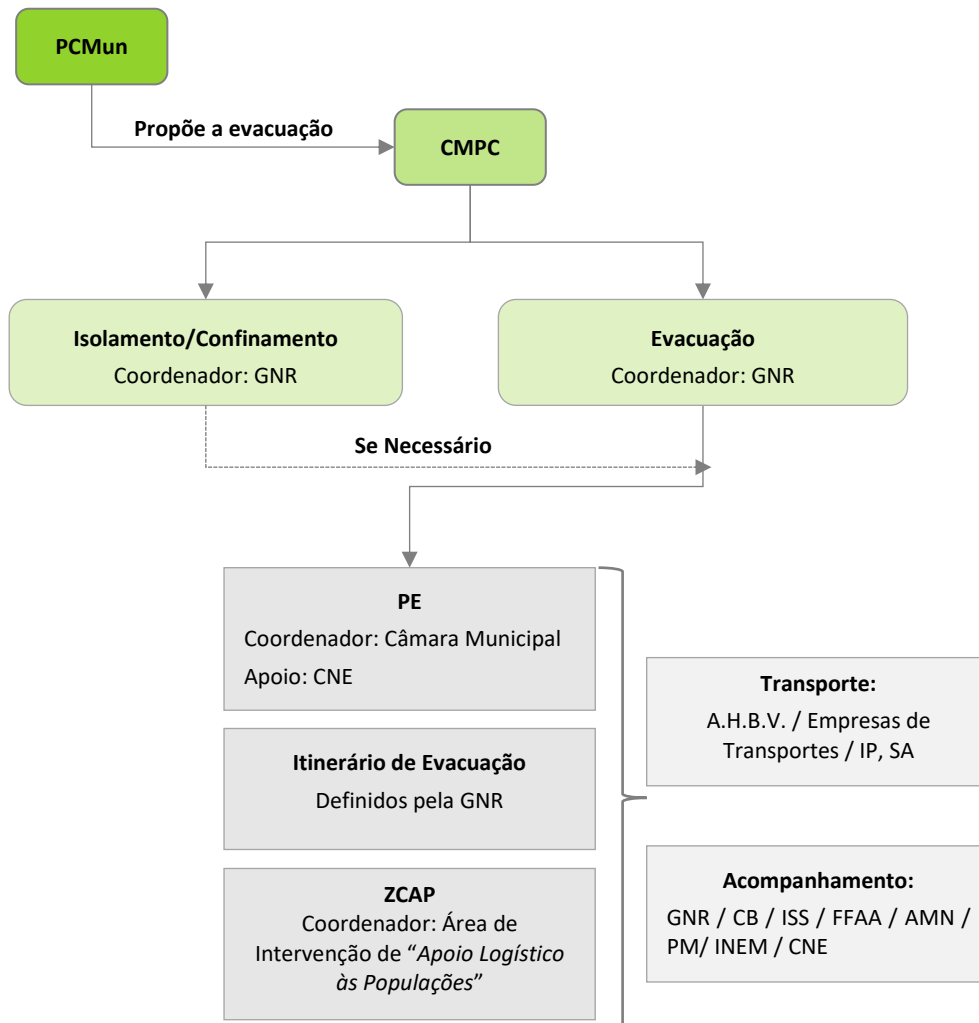 PCMun
Propõe a evacuação
CMPC
Isolamento/Confinamento
Coordenador: GNR
Evacuação
Coordenador: GNR
Se Necessário
PE
Coordenador: Câmara Municipal
Apoio: CNE
Transporte:
A.H.B.V. / Empresas de
Transportes / IP, SA
Itinerário de Evacuação
Definidos pela GNR
ZCAP
Coordenador: Área de
Intervenção de “Apoio Logístico
às Populações”
Acompanhamento:
GNR / CB / ISS / FFAA / AMN /
PM/ INEM / CNE